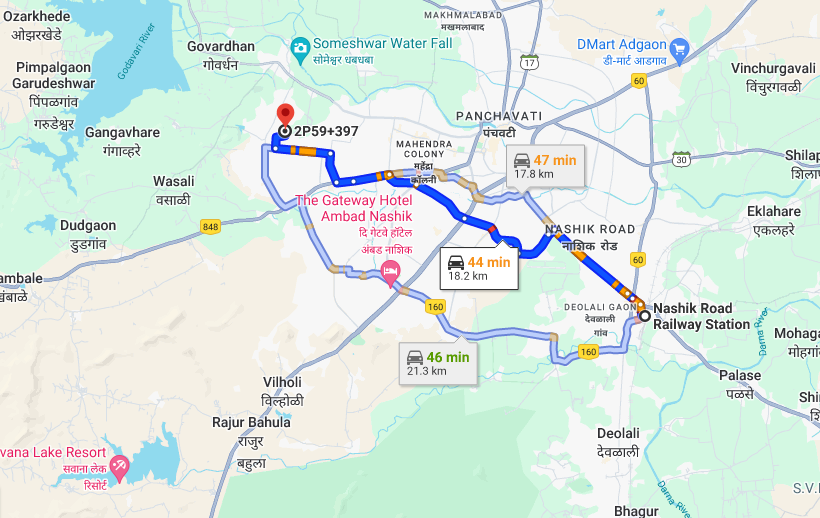 MAKHMALABAD
मखमलाबाद
Ozarkhede
ओझरखेडे
Govardhan
गोवर्धन
Someshwar Water Fall
सोमेश्वर धबधबा
DMart Adgaon
डी-मार्ट आडगाव
Godavari River
17
60
Pimpalgaon
Garudeshwar
पिंपळगांव
गरुडेश्वर
Vinchurgavali
विंचुरगवळी
Gangavhare
गंगाव्हरे
2P59+397
PANCHAVATI
पंचवटी
MAHENDRA
COLONY
महेंद्रा
कॉलनी
47 min
17.8 km
30
Shilap
शिलाप
Wasali
वसाळी
The Gateway Hotel
Ambad Nashik
दि गेटवे हॉटेल
अंबड नाशिक
848
Dudgaon
डुडगांव
NASHIK ROAD
नाशिक रोड
Eklahare
एकलहरे
44 min
18.2 km
60
ambale
खंबाळे
160
DEOLALI GAON
देवळाली
गांव
Nashik Road
Railway Station
Darna River
Mohaga
मोहगां
46 min
21.3 km
160
Palase
पळसे
Vilholi
विल्होळी
Rajur Bahula
राजुर
बहुला
Deolali
देवळाली
vana Lake Resort
सवाना लेक
रिसोर्ट
Darna River
S.V.
Bhagur